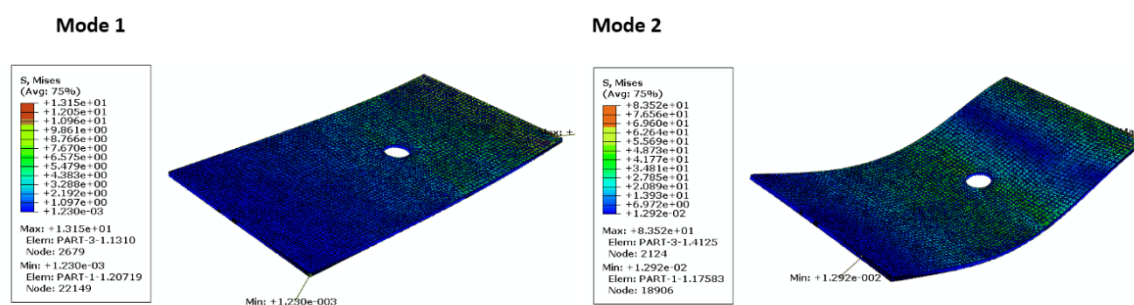 Mode 1
S, Mises
(Avg: 75%)
+1.315e+01
+1.205e+01
+1.096e+01
+9.861e+00
+8.766e+00
+7.670e+00
+6.575e+00
+5.479e+00
+4.383e+00
+3.288e+00
+2.192e+00
+1.097e+00
+1.230e-03
Max: +1.315e+01
Elem: PART-3-1.1310
Node: 2679
Min: +1.230e-03
Elem: PART-1-1.20719
Node: 22149
Max: +
Min: +1.230e-003
Mode 2
S, Mises
(Avg: 75%)
+8.352e+01
+7.656e+01
+6.960e+01
+6.264e+01
+5.569e+01
+4.873e+01
+4.177e+01
+3.481e+01
+2.785e+01
+2.089e+01
+1.393e+01
+6.972e+00
+1.292e-02
Max: +8.352e+01
Elem: PART-3-1.4125
Node: 2124
Min: +1.292e-02
Elem: PART-1-1.17583
Node: 18906
Ma
Min: +1.292e-002